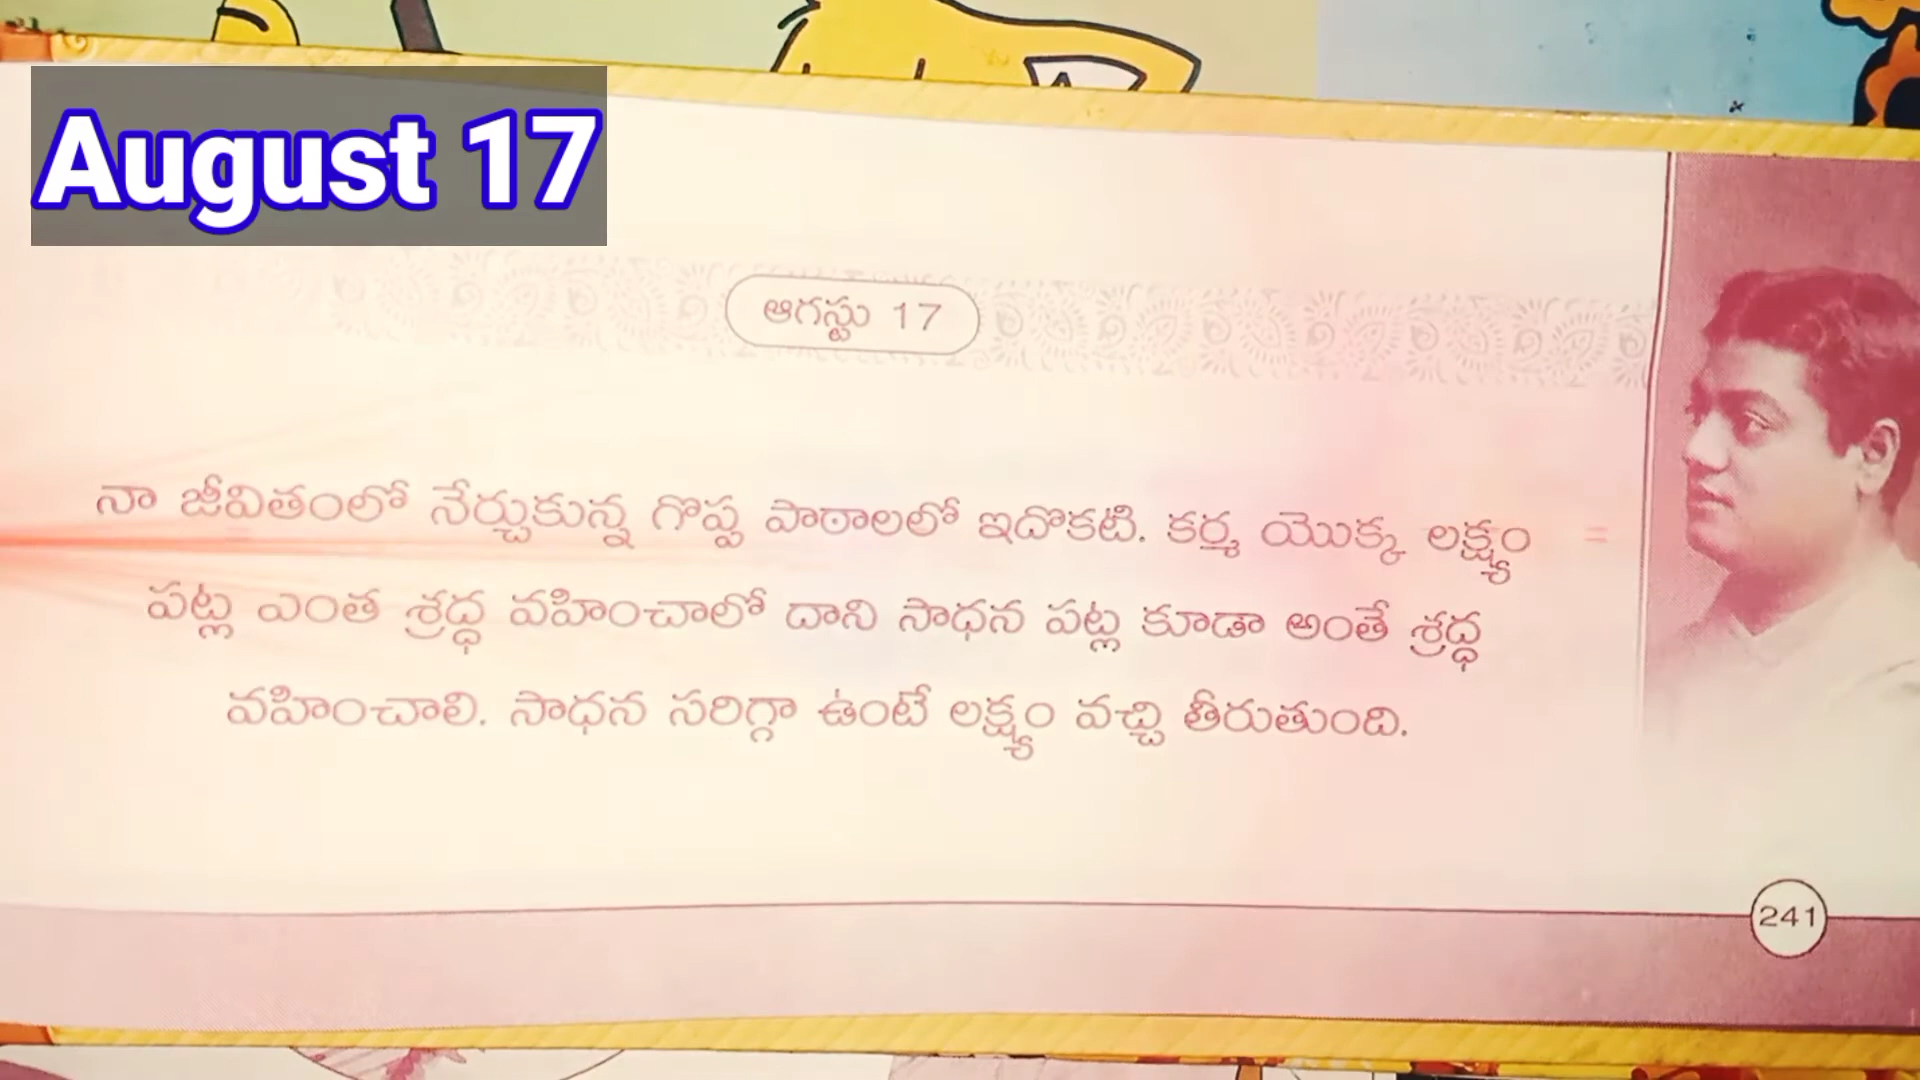 August 17
ఆగస్టు 17
నా జీవితంలో నేర్చుకున్న గొప్ప పాఠాలలో ఇదొకటి. కర్మ యొక్క లక్ష్యం
పట్ల ఎంత శ్రద్ధ వహించాలో దాని సాధన పట్ల కూడా అంతే శ్రద్ధ
వహించాలి. సాధన సరిగ్గా ఉంటే లక్ష్యం వచ్చి తీరుతుంది.
241